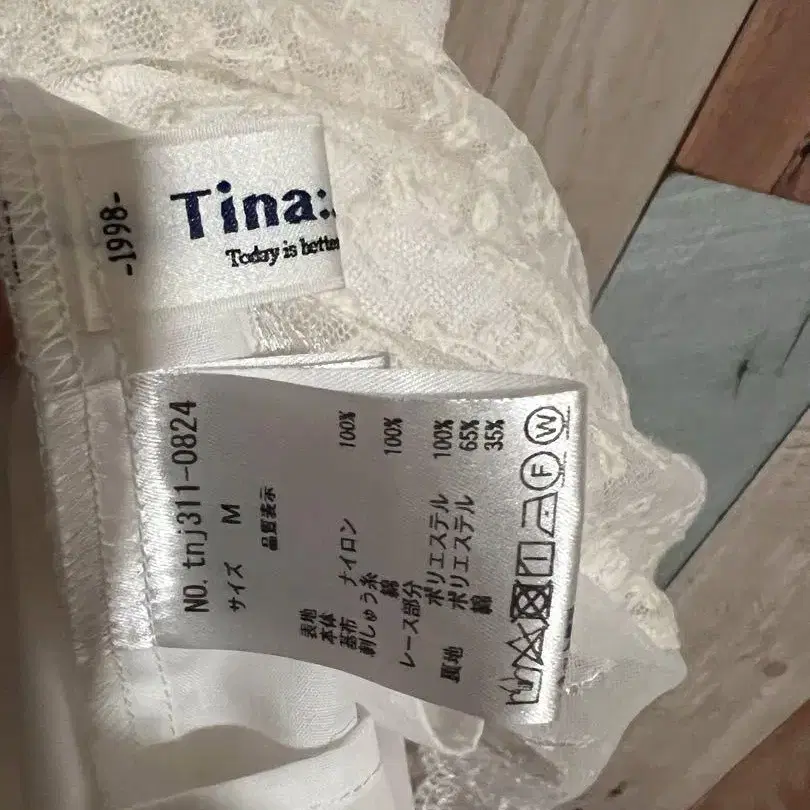 -1998-
Tina:
Today is better
NO. tnj311-0824
サイズ M
品質表示
表地
本体
基布 ナイロン 100%
刺しゅう糸
綿 100%
レース部分
ポリエステル 100%
裏地 ポリエステル 65%
綿 35%
F
W